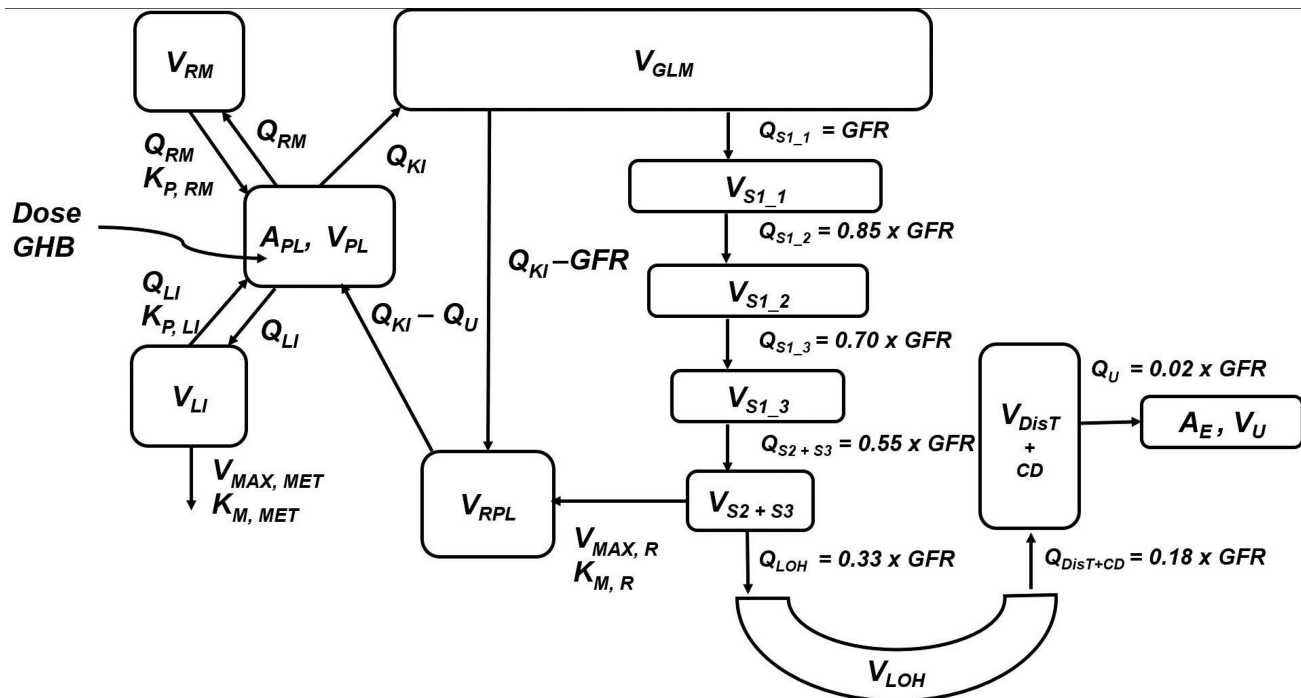 V_RM
V_GLM
Q_RM
Q_RM
K_P, RM
Q_KI
Q_S1_1 = GFR
V_S1_1
Dose
GHB
A_PL, V_PL
Q_S1_2 = 0.85 x GFR
Q_KI – GFR
V_S1_2
Q_LI
K_P, LI
Q_LI
Q_KI – Q_U
Q_S1_3 = 0.70 x GFR
V_S1_3
V_LI
Q_S2 + S3 = 0.55 x GFR
V_DisT
+
CD
Q_U = 0.02 x GFR
A_E, V_U
V_MAX, MET
K_M, MET
V_RPL
V_S2 + S3
V_MAX, R
K_M, R
Q_LOH = 0.33 x GFR
Q_DisT+CD = 0.18 x GFR
V_LOH